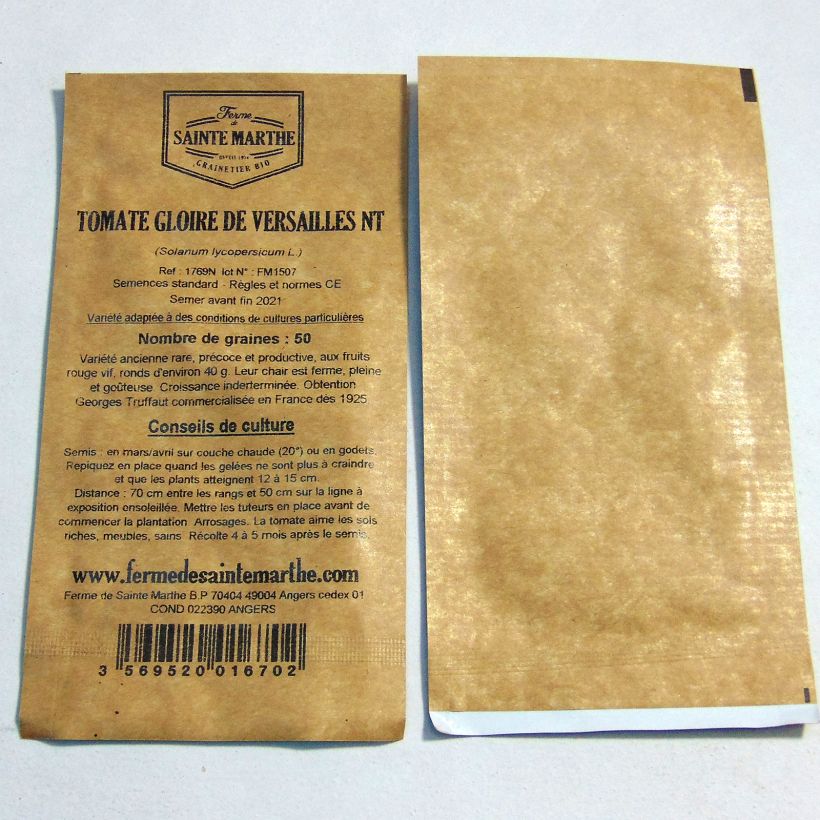 Ferme
de
SAINTE MARTHE
DEPUIS 1974
GRAINETIER BIO
TOMATE GLOIRE DE VERSAILLES NT
(Solanum lycopersicum L.)
Ref : 1769N lot N° : FM1507
Semences standard - Règles et normes CE
Semer avant fin 2021
Variété adaptée à des conditions de cultures particulières
Nombre de graines : 50
Variété ancienne rare, précoce et productive, aux fruits
rouge vif, ronds d'environ 40 g. Leur chair est ferme, pleine
et goûteuse. Croissance inderterminée. Obtention
Georges Truffaut commercialisée en France dès 1925
Conseils de culture
Semis : en mars/avril sur couche chaude (20°) ou en godets.
Repiquez en place quand les gelées ne sont plus à craindre
et que les plants atteignent 12 à 15 cm.
Distance : 70 cm entre les rangs et 50 cm sur la ligne à
exposition ensoleillée. Mettre les tuteurs en place avant de
commencer la plantation. Arrosages. La tomate aime les sols
riches, meubles, sains. Récolte 4 à 5 mois après le semis.
www.fermedesaintemarthe.com
Ferme de Sainte Marthe B.P 70404 49004 Angers cedex 01
COND 022390 ANGERS
3 569520 016702